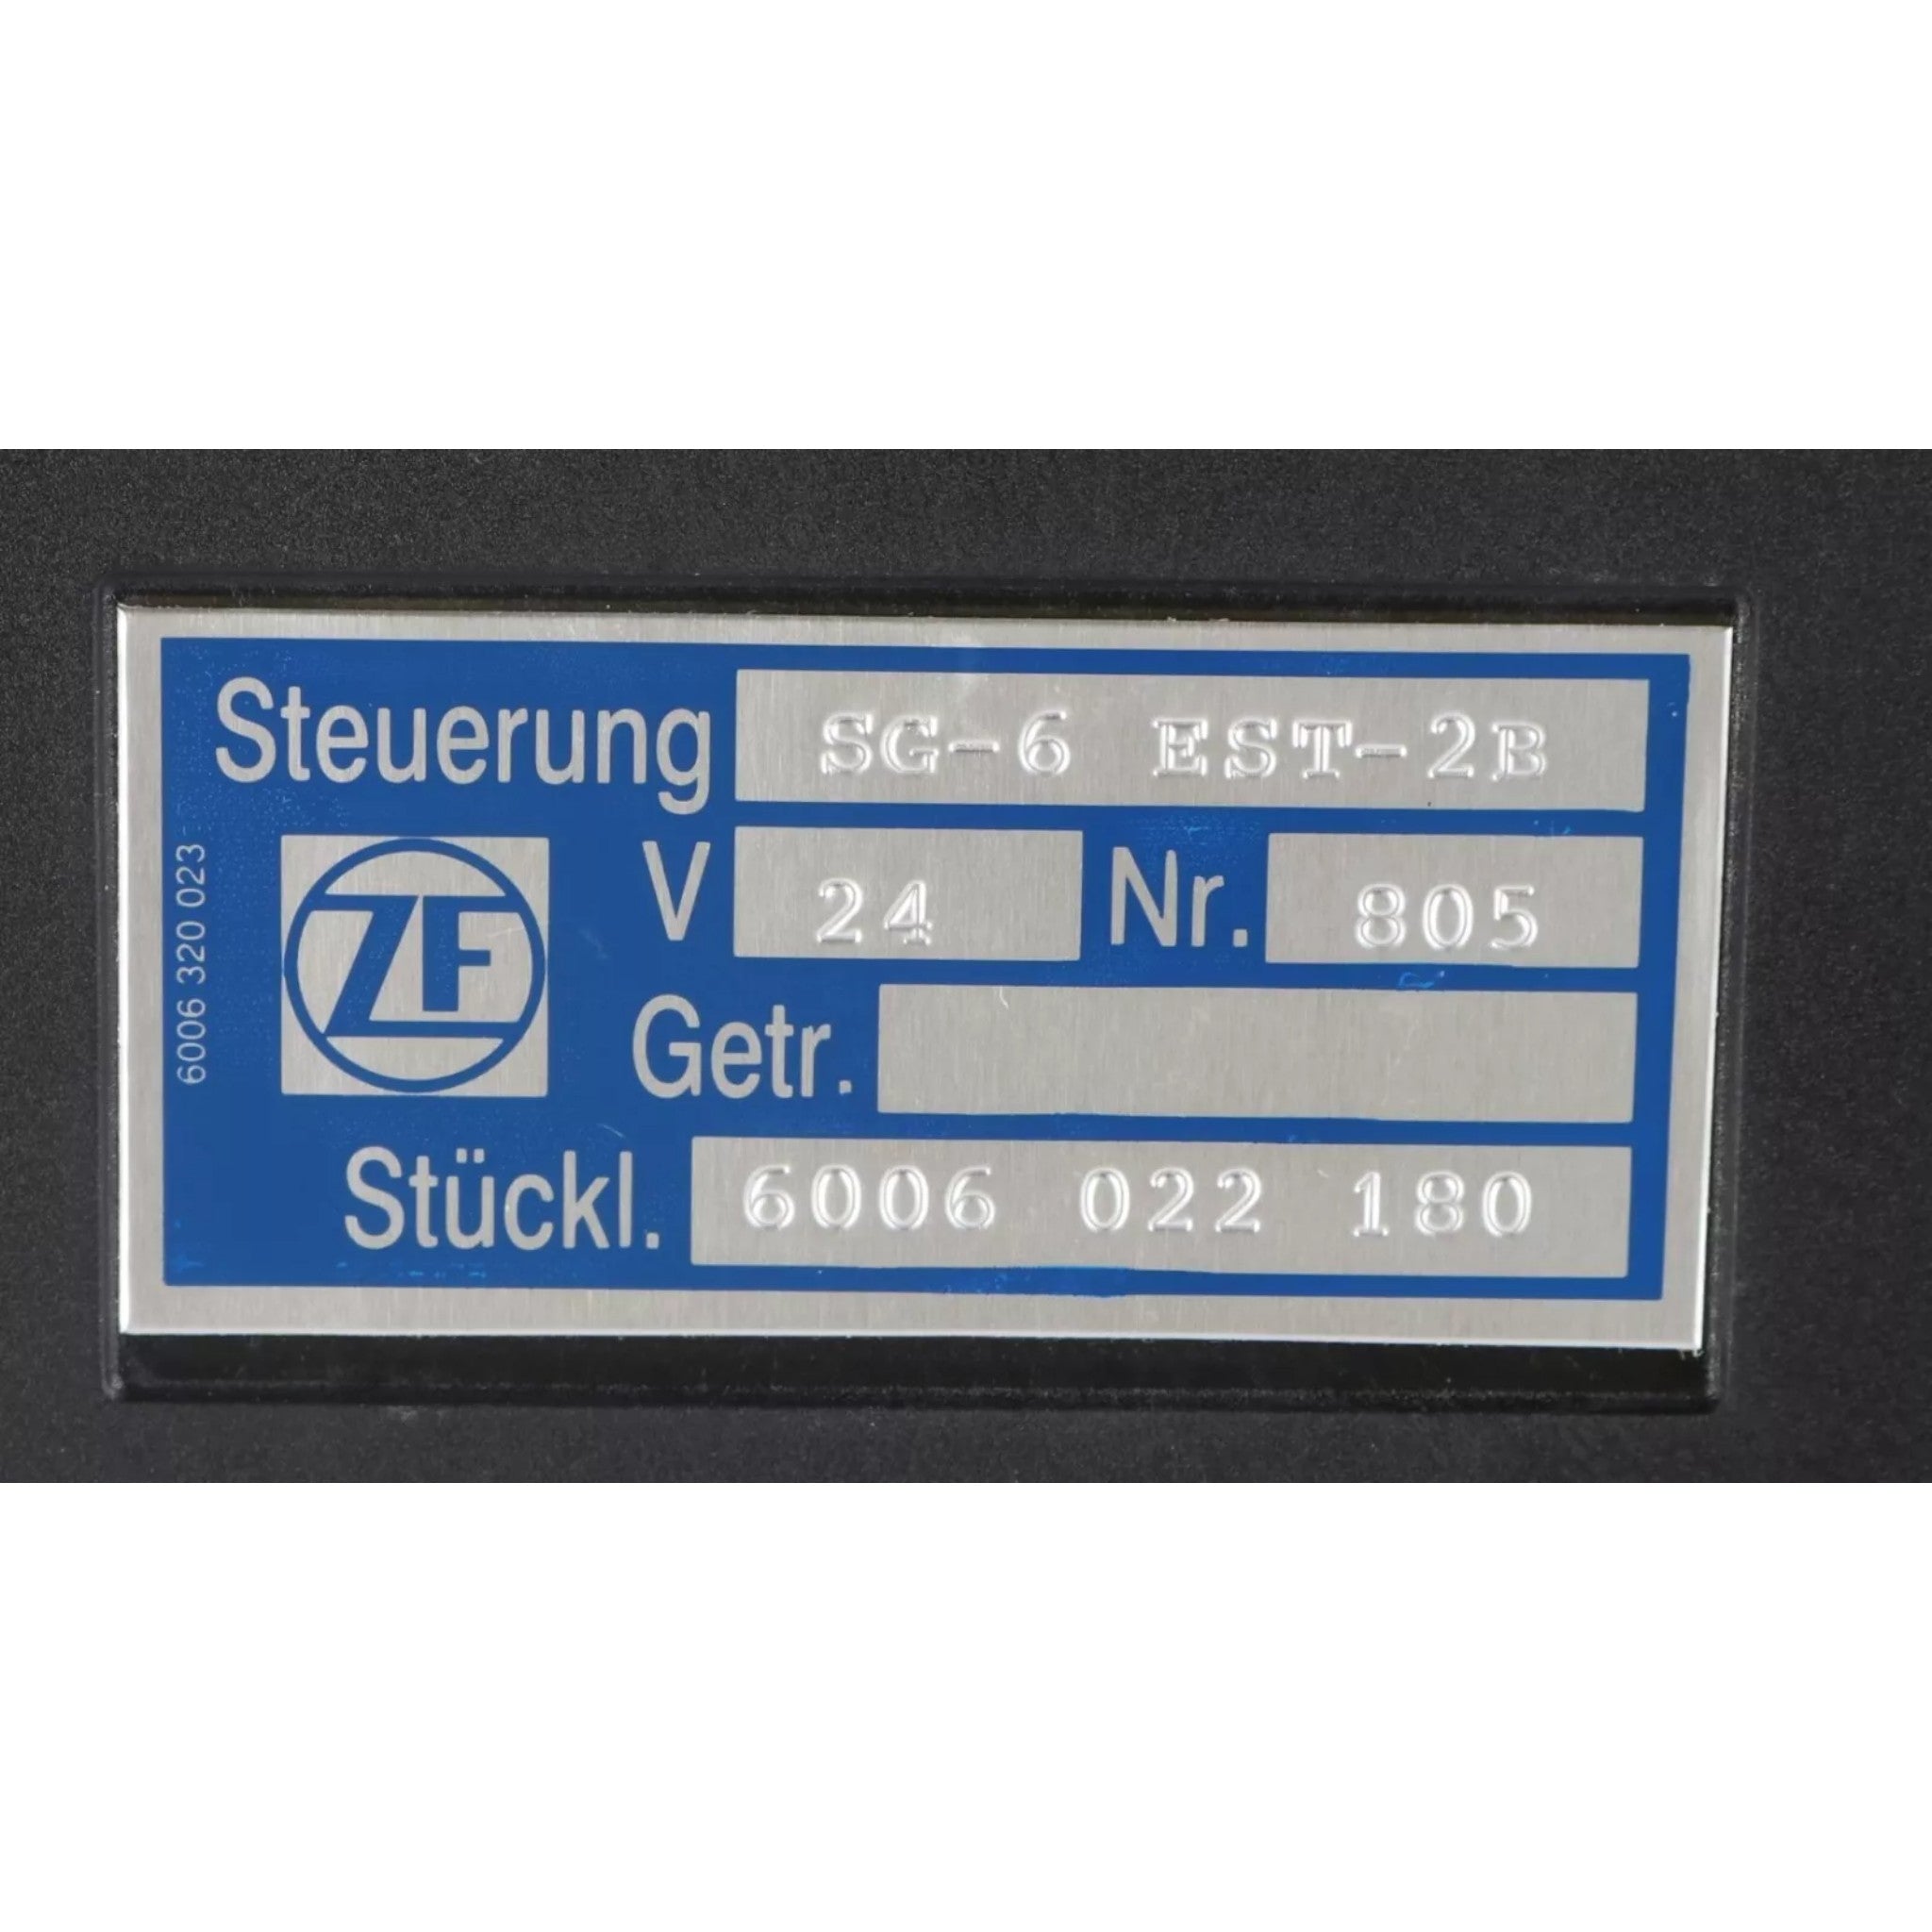 Steuerung SG-6 EST-2B
V 24 Nr. 805
ZF
Getr.
Stückl. 6006 022 180
6006 320 023